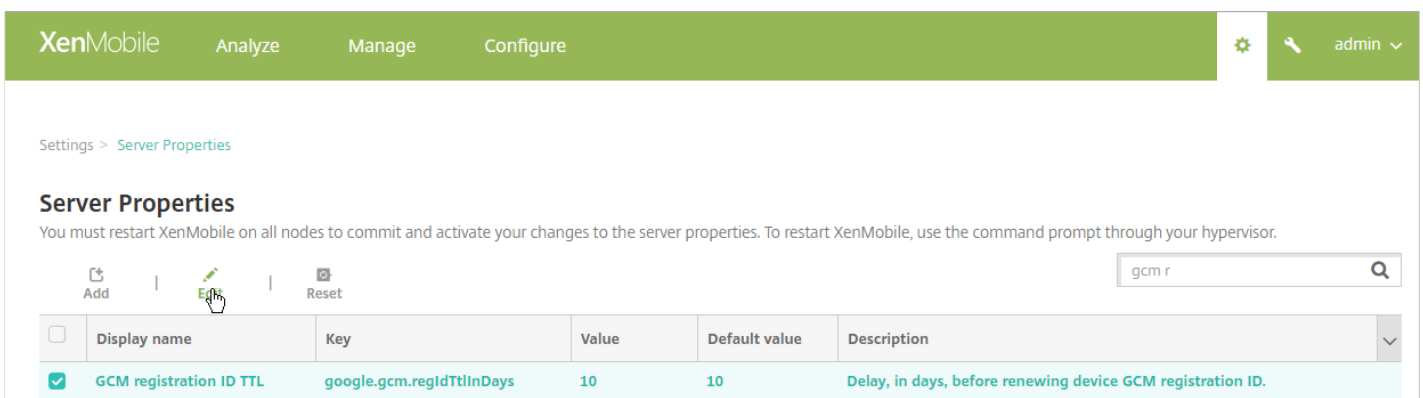 XenMobile Analyze Manage Configure admin
Settings > Server Properties
Server Properties
You must restart XenMobile on all nodes to commit and activate your changes to the server properties. To restart XenMobile, use the command prompt through your hypervisor.
gcm r
Add | Edit | Reset
Display name Key Value Default value Description
GCM registration ID TTL google.gcm.regIdTtlInDays 10 10 Delay, in days, before renewing device GCM registration ID.